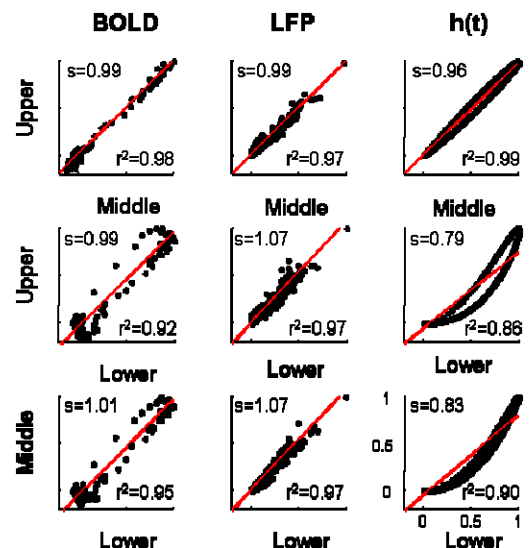 BOLD LFP h(t)
Upper s=0.99 s=0.99 s=0.96
r²=0.98 r²=0.97 r²=0.99
Middle Middle Middle
Upper s=0.99 s=1.07 s=0.79
r²=0.92 r²=0.97 r²=0.86
Lower Lower Lower
Middle s=1.01 s=1.07 1 s=0.83
0.5
r²=0.95 r²=0.97 0 r²=0.90
0 0.5 1
Lower Lower Lower